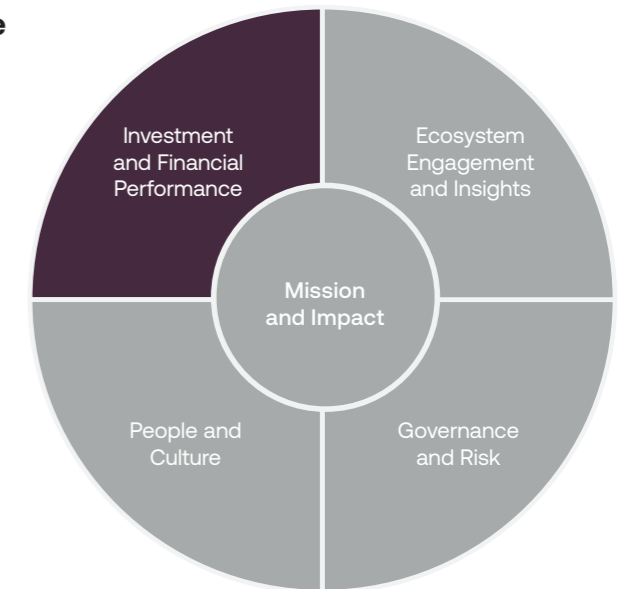 e
Investment
and Financial
Performance
Ecosystem
Engagement
and Insights
Mission
and Impact
People and
Culture
Governance
and Risk